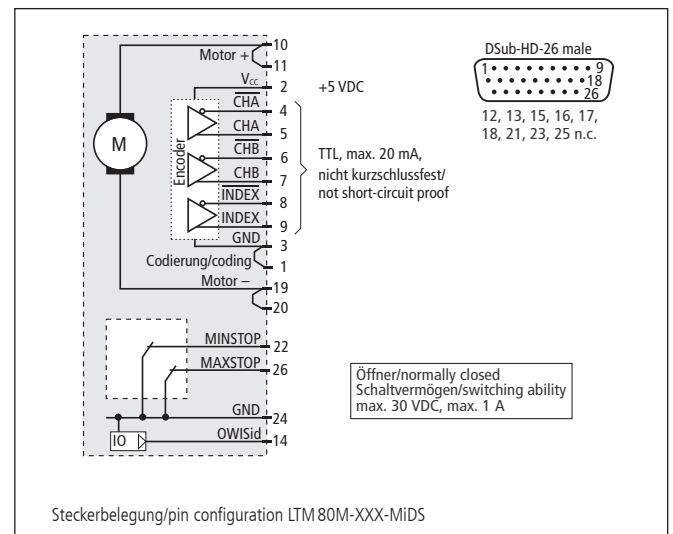 Motor +
10
11
Vcc
2
+5 VDC
CHA
4
CHA
5
CHB
6
CHB
7
INDEX
8
INDEX
9
GND
3
Codierung/coding
1
Motor –
19
20
M
Encoder
TTL, max. 20 mA,
nicht kurzschlussfest/
not short-circuit proof
DSub-HD-26 male
1
9
18
26
12, 13, 15, 16, 17,
18, 21, 23, 25 n.c.
MINSTOP
22
MAXSTOP
26
GND
24
IO
OWISid
14
Öffner/normally closed
Schaltvermögen/switching ability
max. 30 VDC, max. 1 A
Steckerbelegung/pin configuration LTM 80M-XXX-MiDS